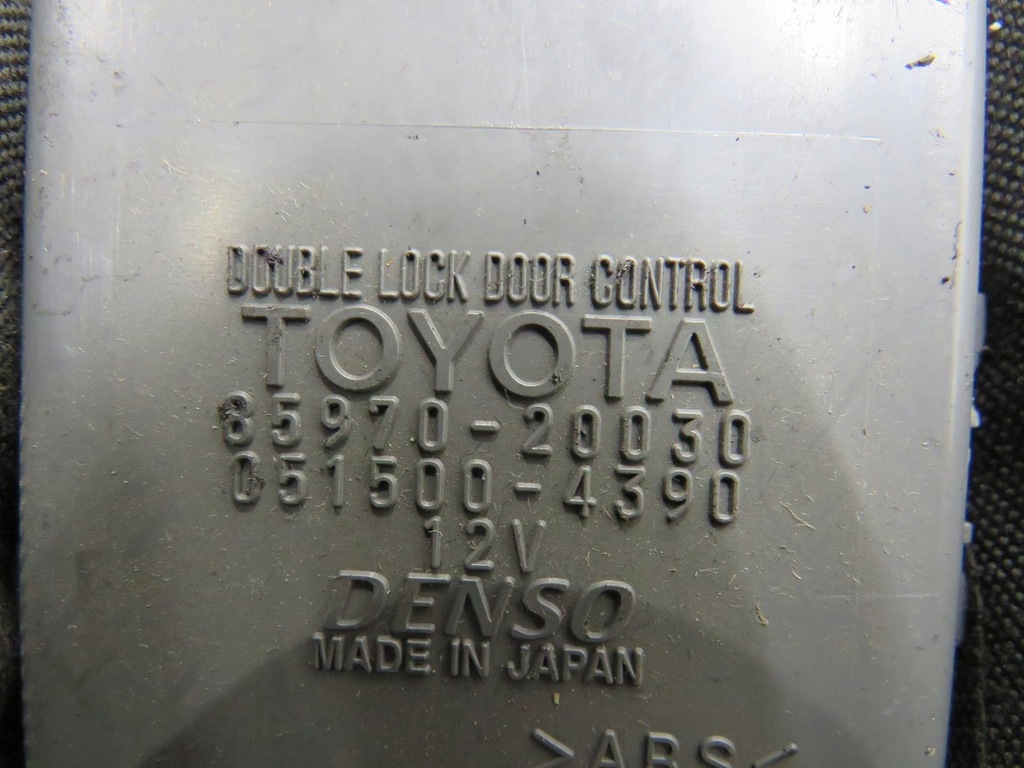 DOUBLE LOCK DOOR CONTROL
TOYOTA
85970-20030
051500-4390
12V
DENSO
MADE IN JAPAN
>ABS<